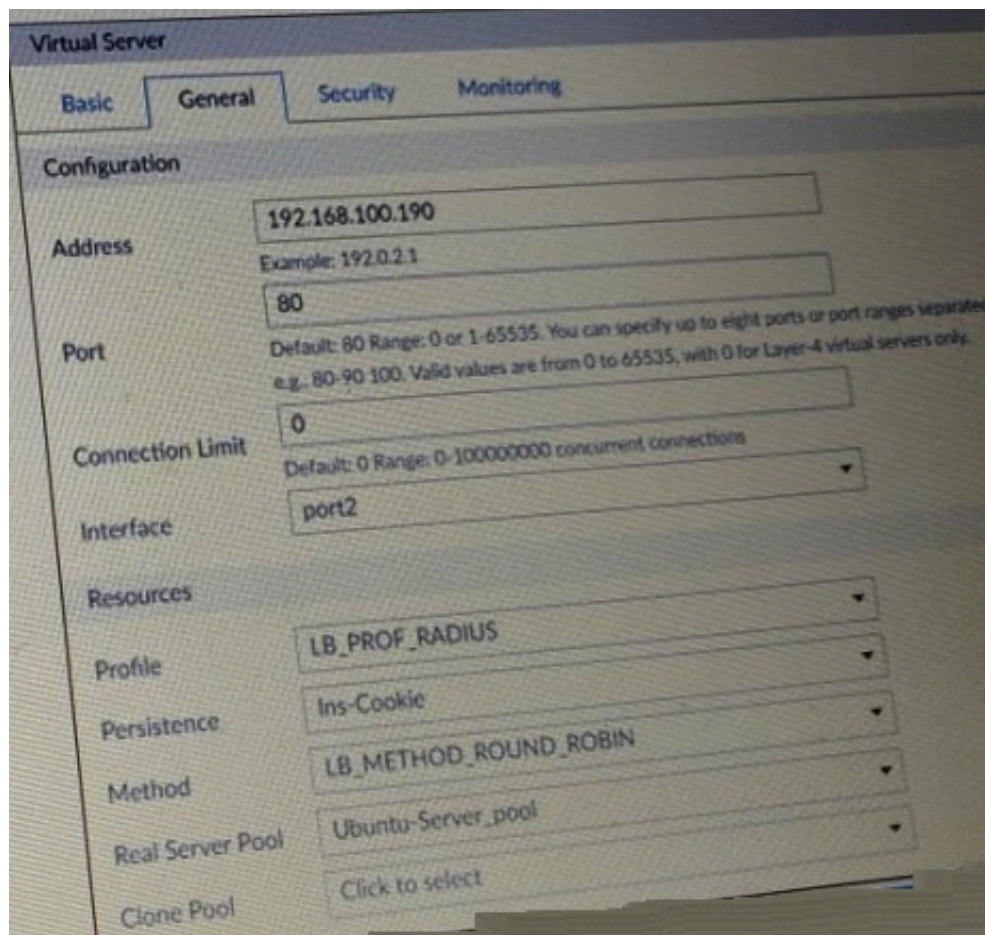 Virtual Server
Basic General Security Monitoring
Configuration
Address 192.168.100.190
Example: 192.0.2.1
Port 80
Default: 80 Range: 0 or 1-65535. You can specify up to eight ports or port ranges separated
e.g., 80-90 100. Valid values are from 0 to 65535, with 0 for Layer-4 virtual servers only.
Connection Limit 0
Default: 0 Range: 0-100000000 concurrent connections
Interface port2
Resources
Profile LB_PROF_RADIUS
Persistence Ins-Cookie
Method LB_METHOD_ROUND_ROBIN
Real Server Pool Ubuntu-Server_pool
Clone Pool Click to select